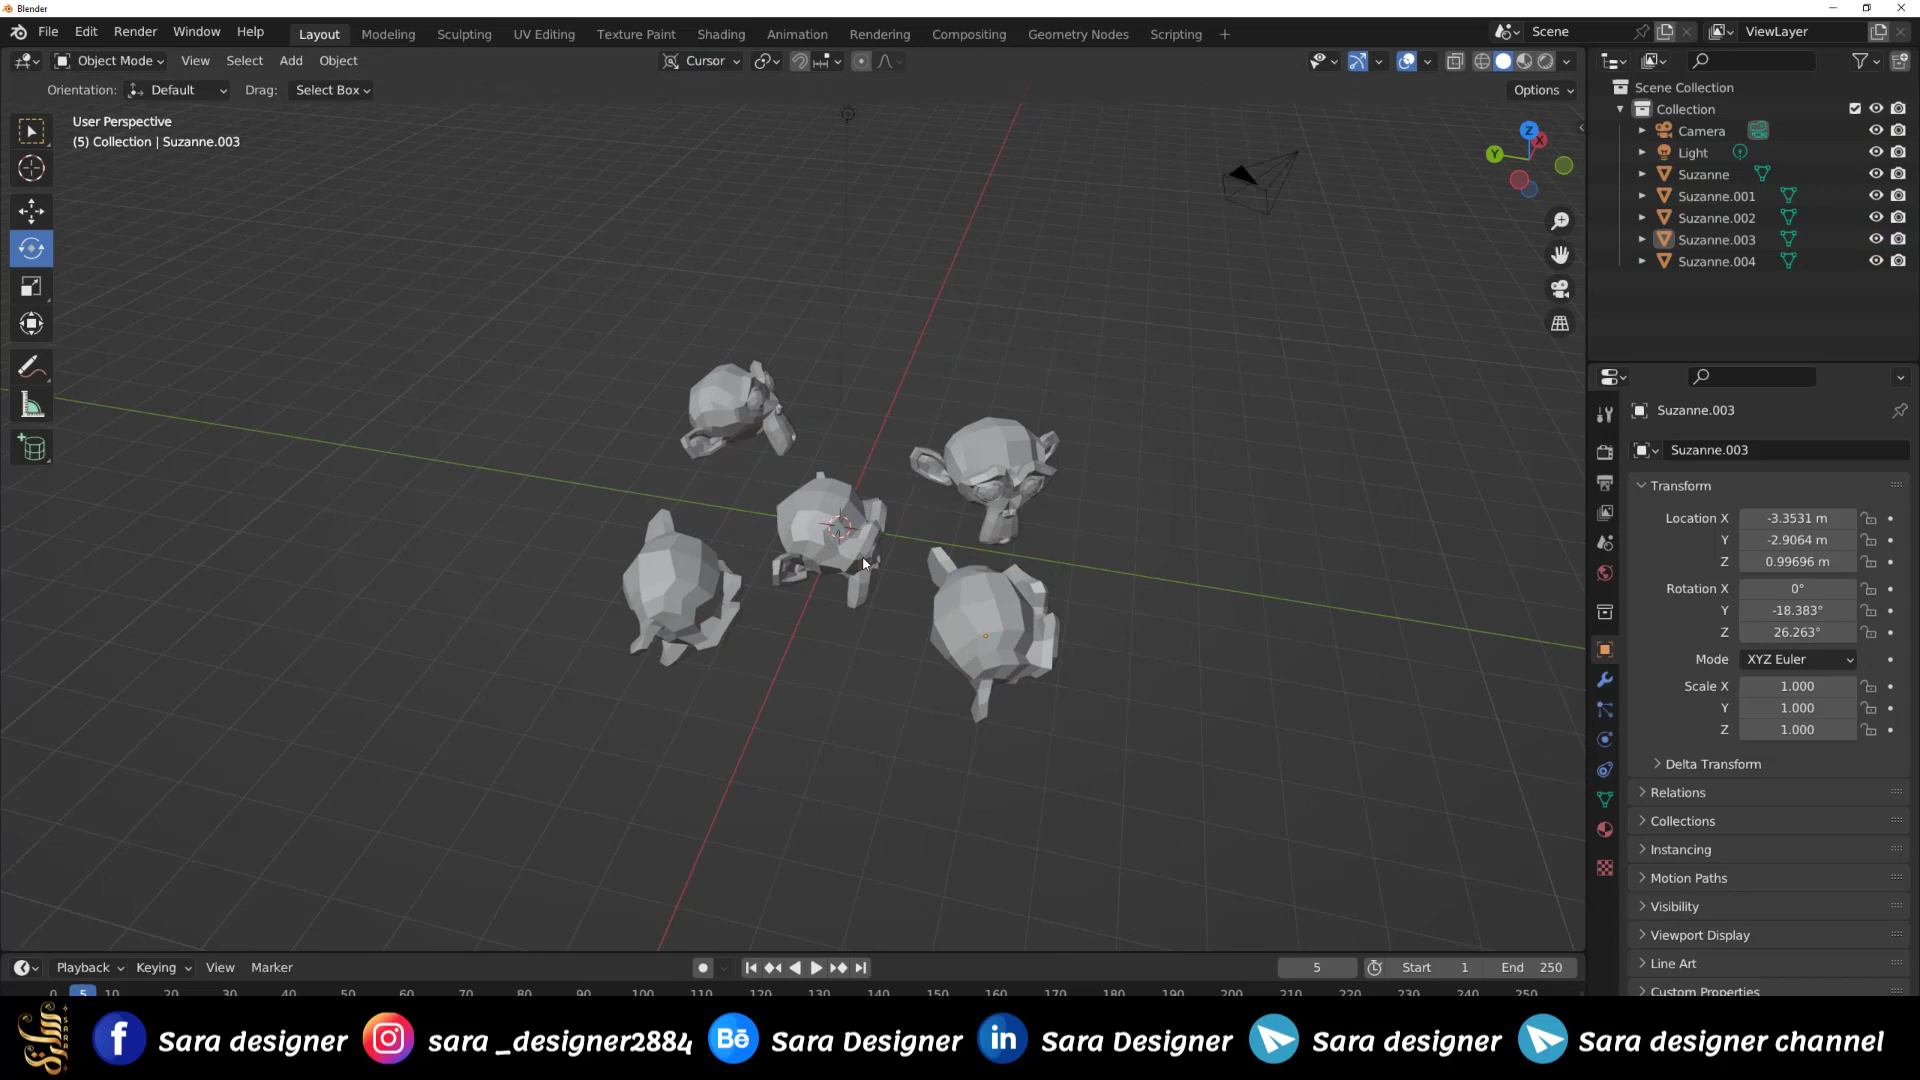 Blender
File Edit Render Window Help Layout Modeling Sculpting UV Editing Texture Paint Shading Animation Rendering Compositing Geometry Nodes Scripting + Scene ViewLayer
Object Mode View Select Add Object Cursor
Orientation: Default Drag: Select Box Options
User Perspective
(5) Collection | Suzanne.003
Z
X
Y
Scene Collection
Collection
Camera
Light
Suzanne
Suzanne.001
Suzanne.002
Suzanne.003
Suzanne.004
Suzanne.003
Suzanne.003
Transform
Location X -3.3531 m
Y -2.9064 m
Z 0.99696 m
Rotation X 0°
Y -18.383°
Z 26.263°
Mode XYZ Euler
Scale X 1.000
Y 1.000
Z 1.000
Delta Transform
Relations
Collections
Instancing
Motion Paths
Visibility
Viewport Display
Line Art
Custom Properties
Playback Keying View Marker 5 Start 1 End 250
0 5 10 20 30 40 50 60 70 80 90 100 110 120 130 140 150 160 170 180 190 200 210 220 230 240 250
Sara designer sara _designer2884 Bē Sara Designer in Sara Designer Sara designer Sara designer channel